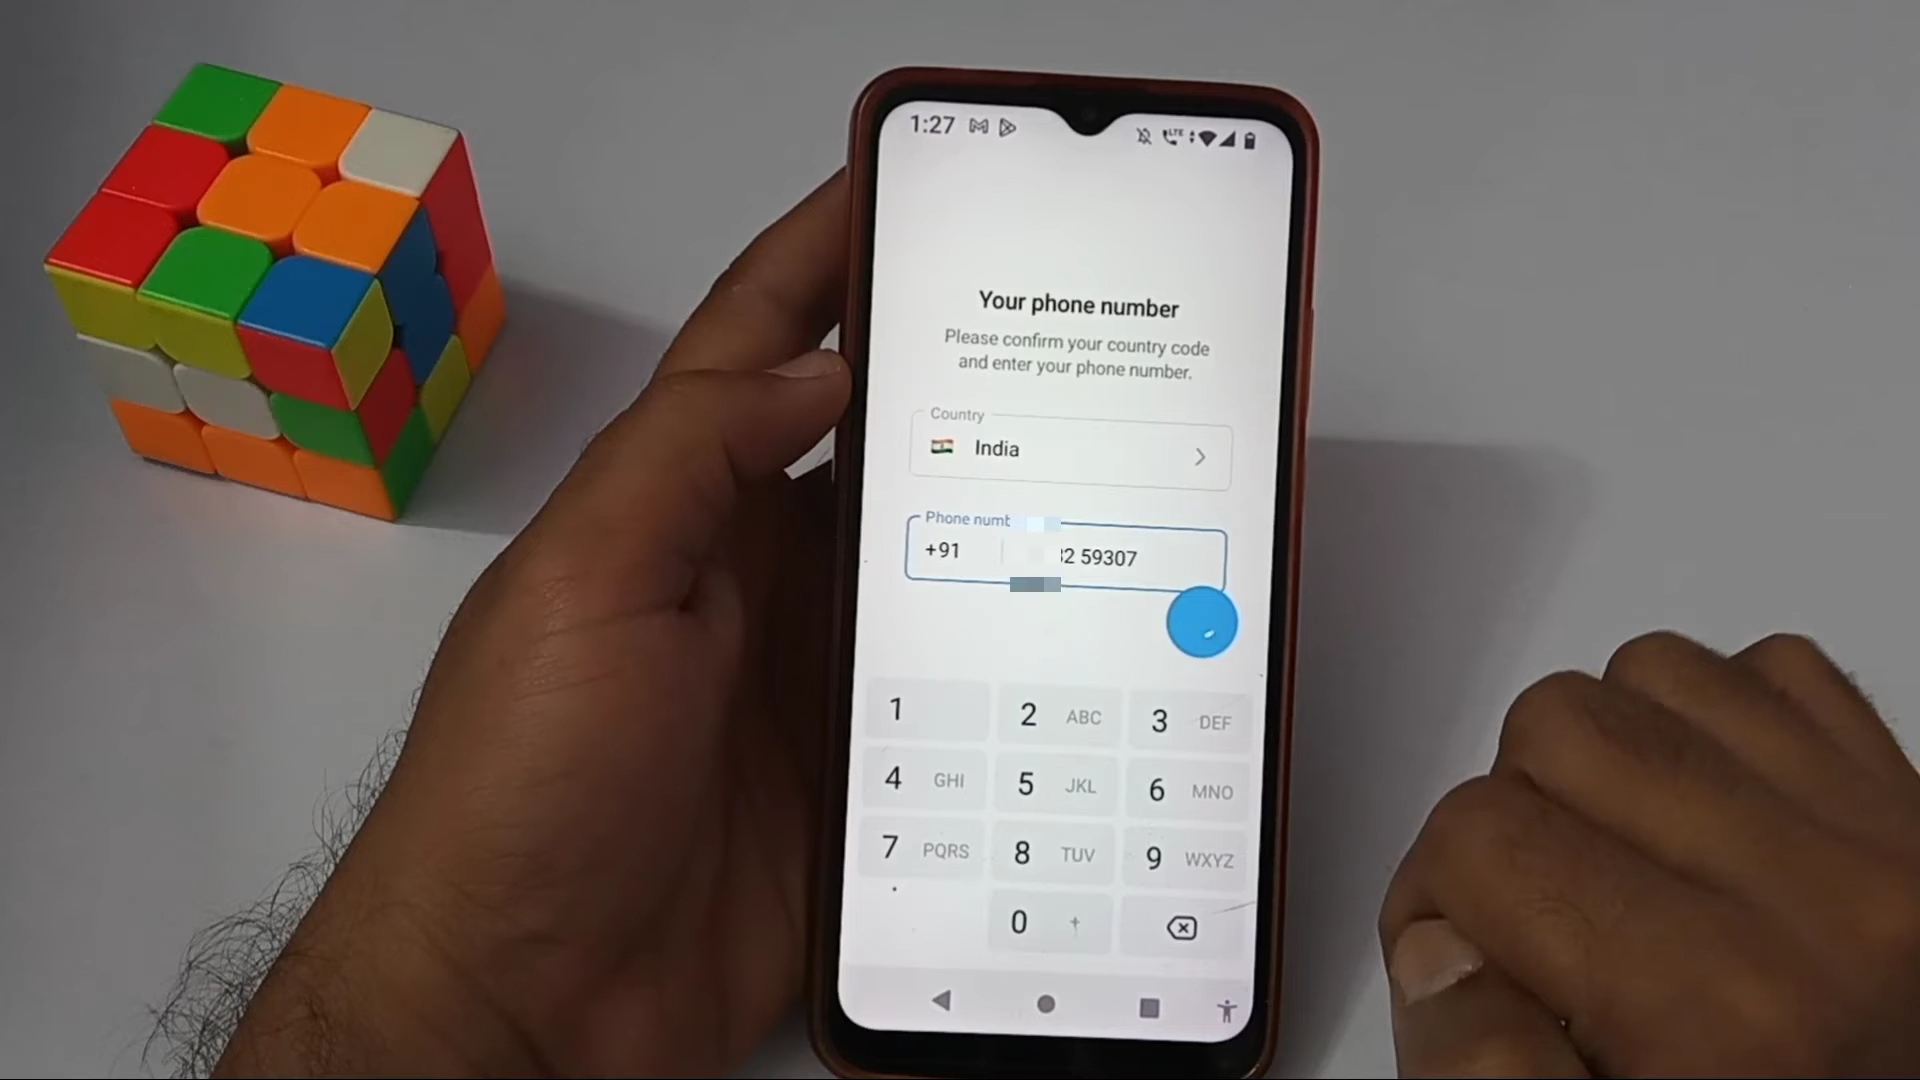 1:27
LTE
Your phone number
Please confirm your country code
and enter your phone number.
Country
India
Phone numb
+91 32 59307
1
2 ABC
3 DEF
4 GHI
5 JKL
6 MNO
7 PQRS
8 TUV
9 WXYZ
0 +